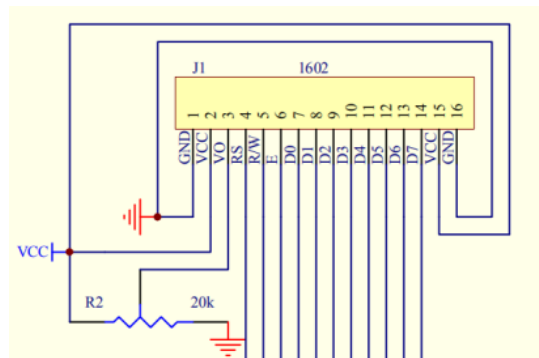 J1 1602
1 2 3 4 5 6 7 8 9 10 11 12 13 14 15 16
GND VCC VO RS R/W E D0 D1 D2 D3 D4 D5 D6 D7 VCC GND
VCC
R2 20k